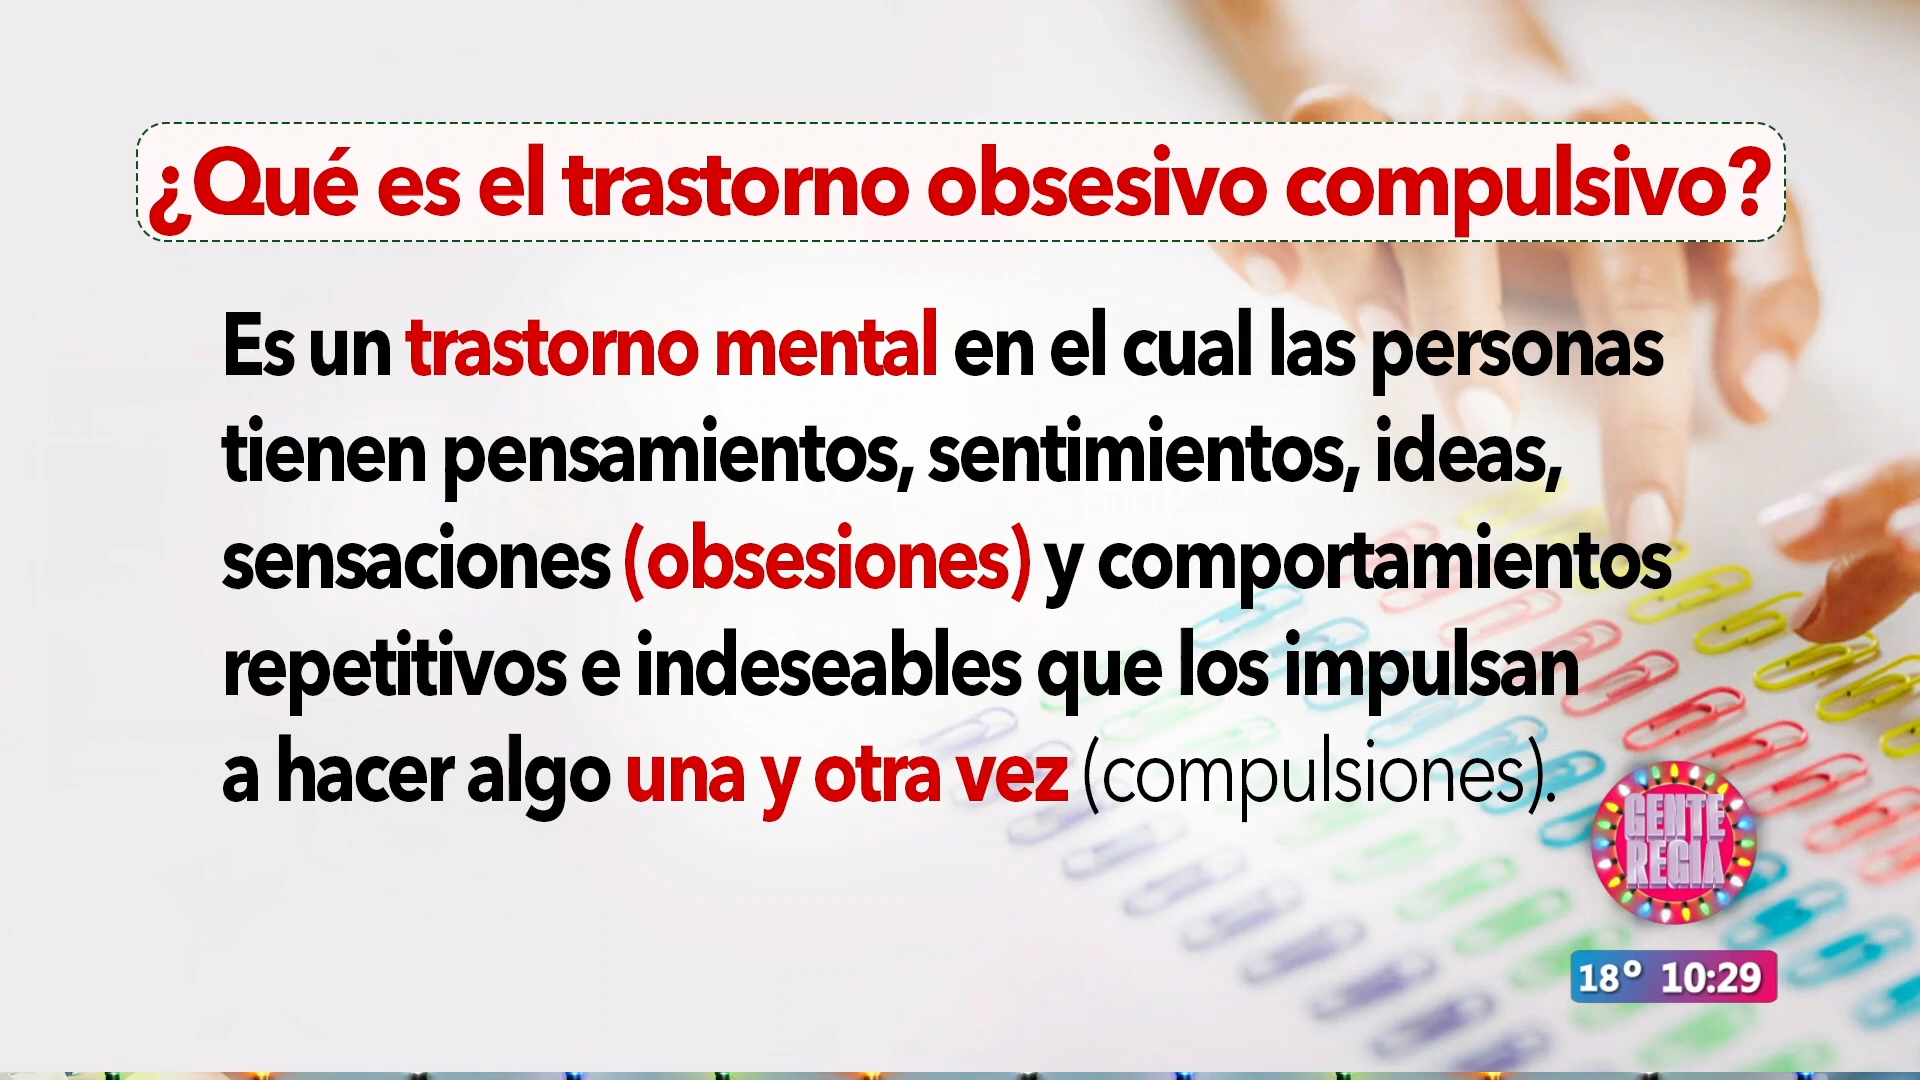 ¿Qué es el trastorno obsesivo compulsivo?
Es un trastorno mental en el cual las personas
tienen pensamientos, sentimientos, ideas,
sensaciones (obsesiones) y comportamientos
repetitivos e indeseables que los impulsan
a hacer algo una y otra vez (compulsiones).
GENTE
REGIA
18° 10:29